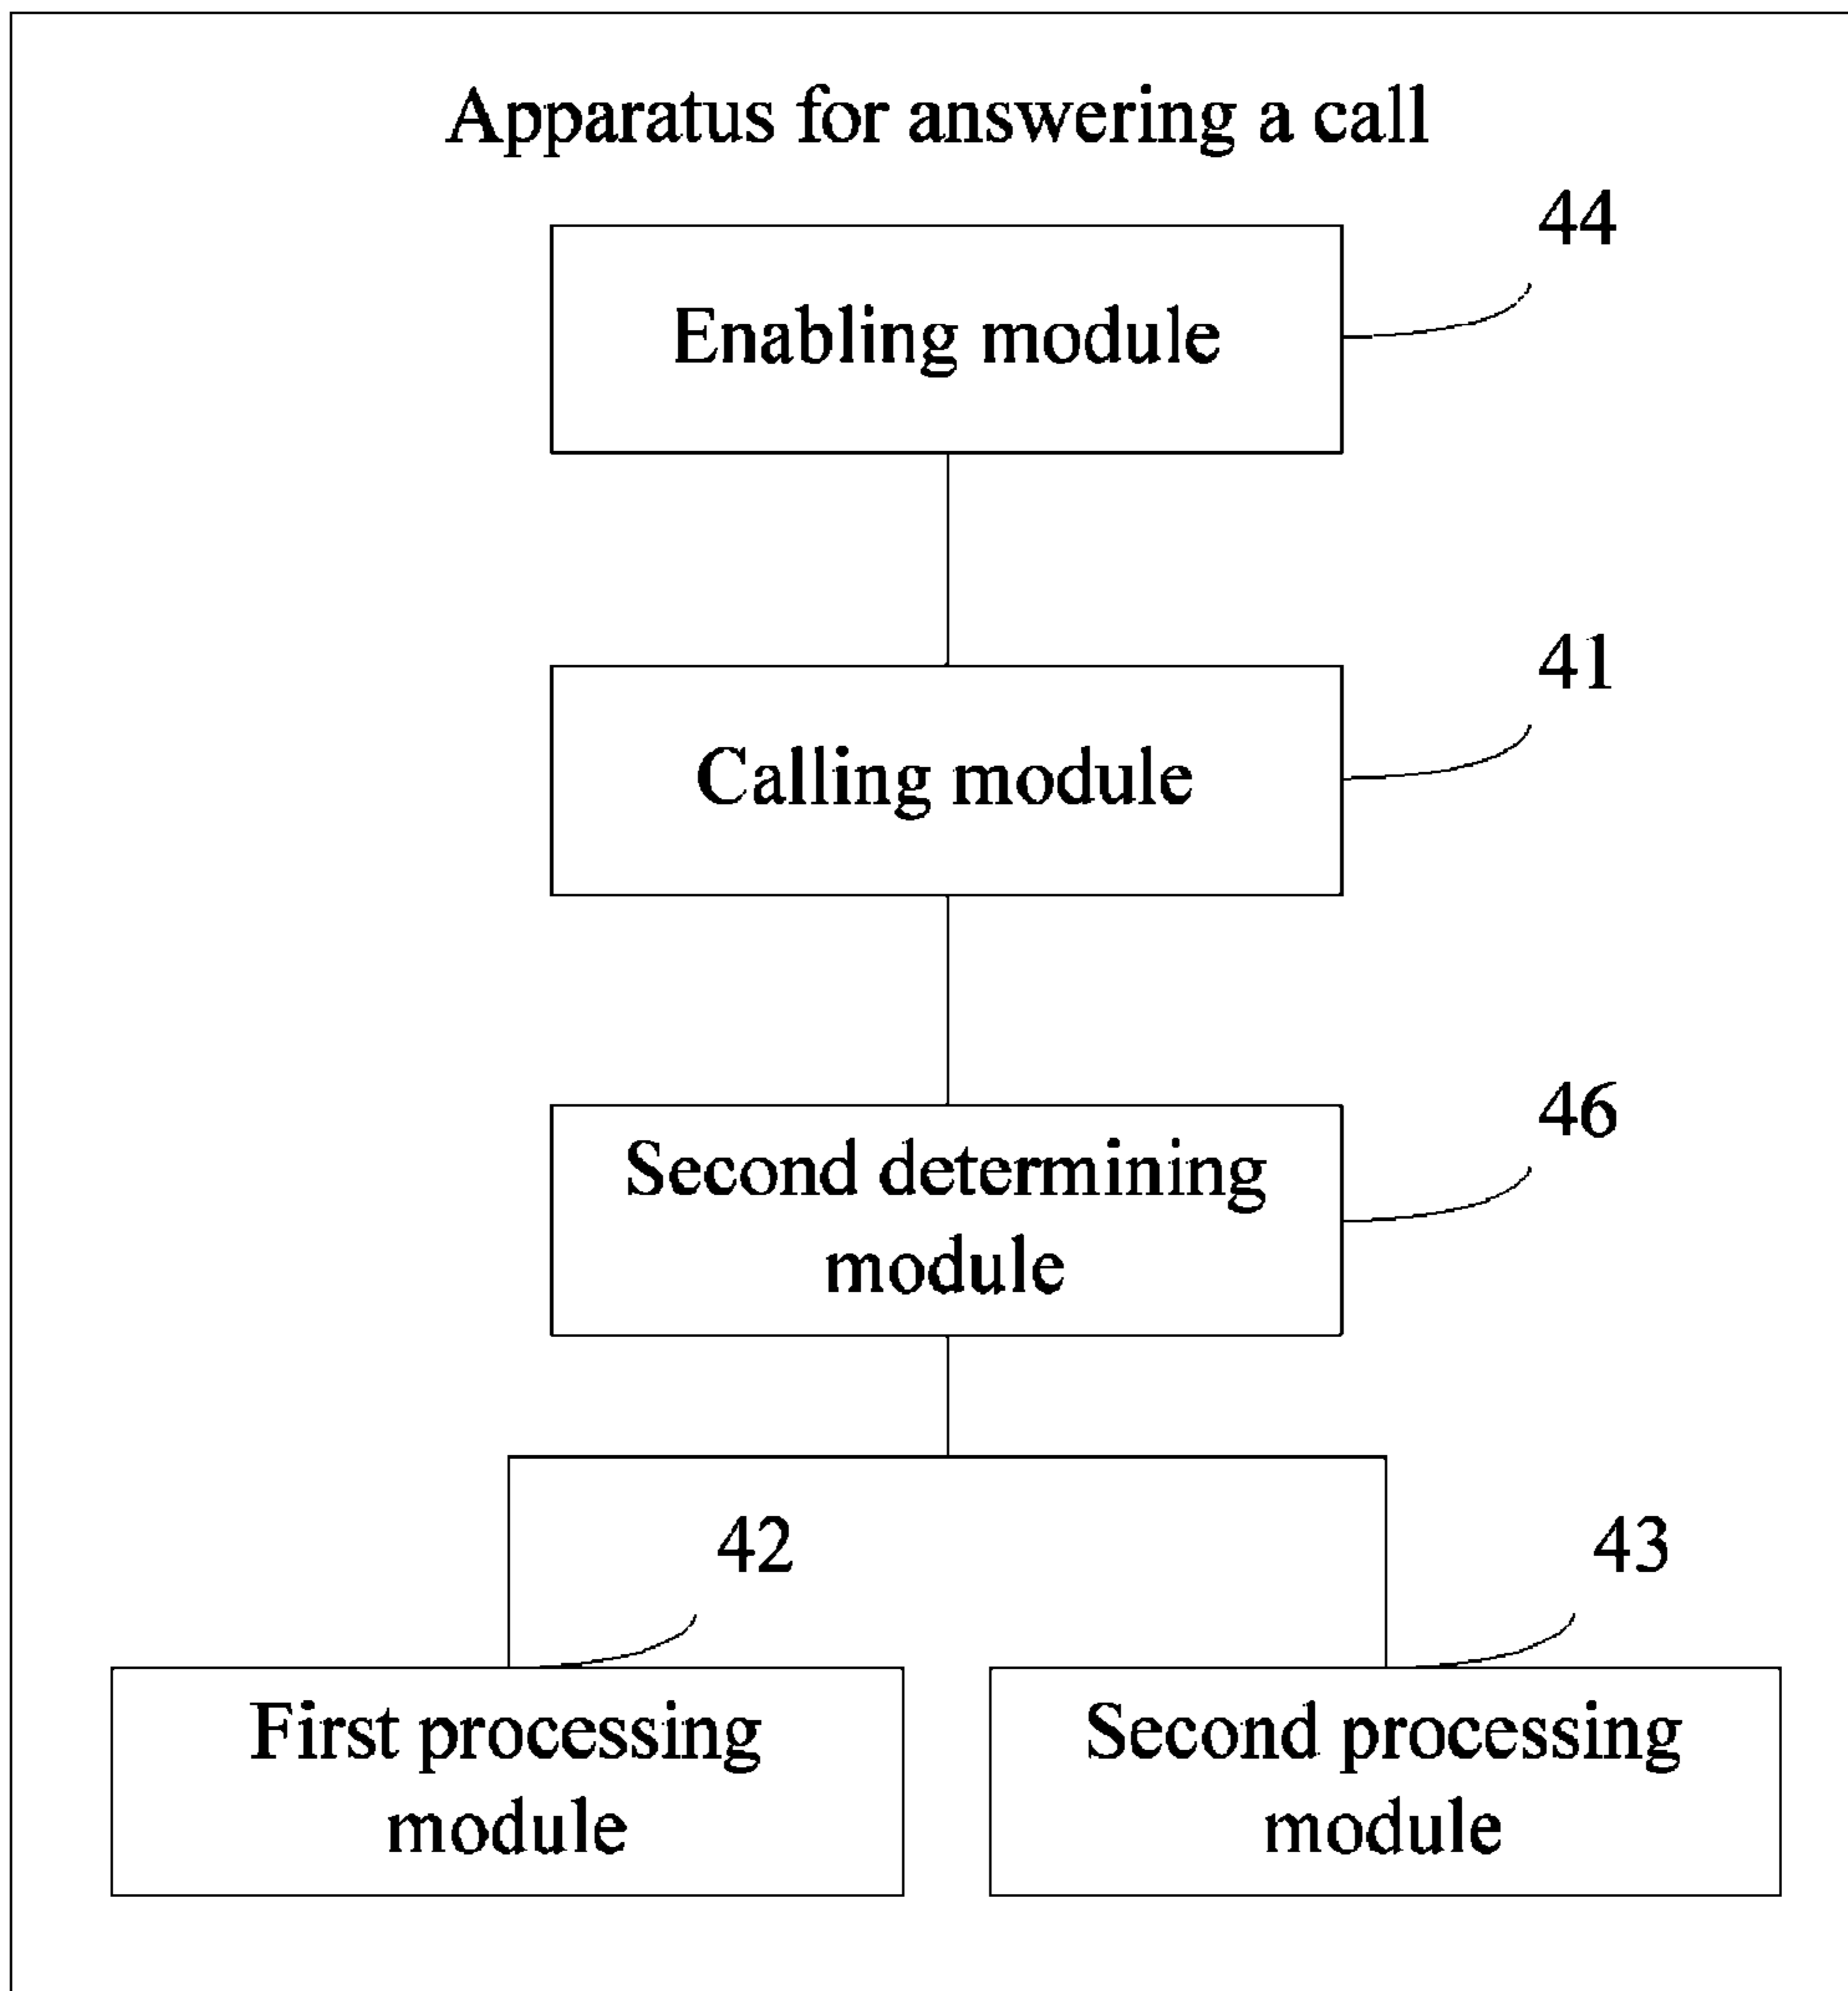 Apparatus for answering a call
44
Enabling module
41
Calling module
46
Second determining
module
42
43
First processing
module
Second processing
module